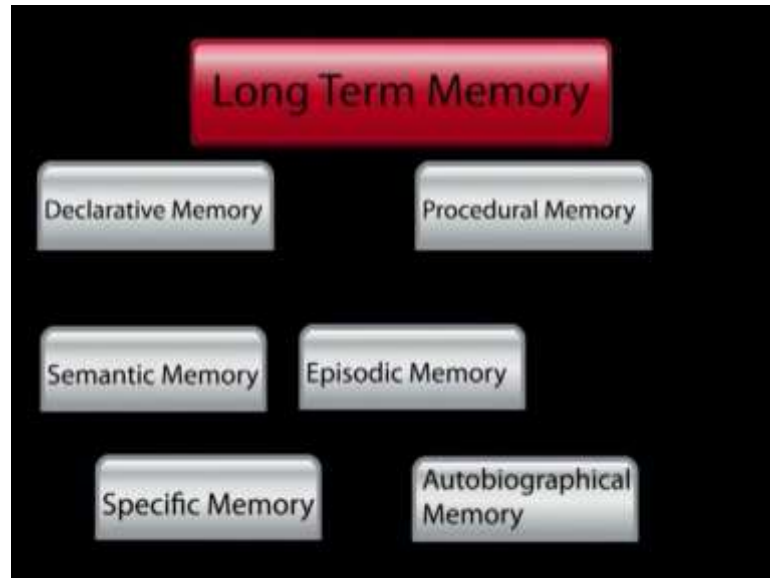 Long Term Memory
Declarative Memory
Procedural Memory
Semantic Memory
Episodic Memory
Specific Memory
Autobiographical
Memory